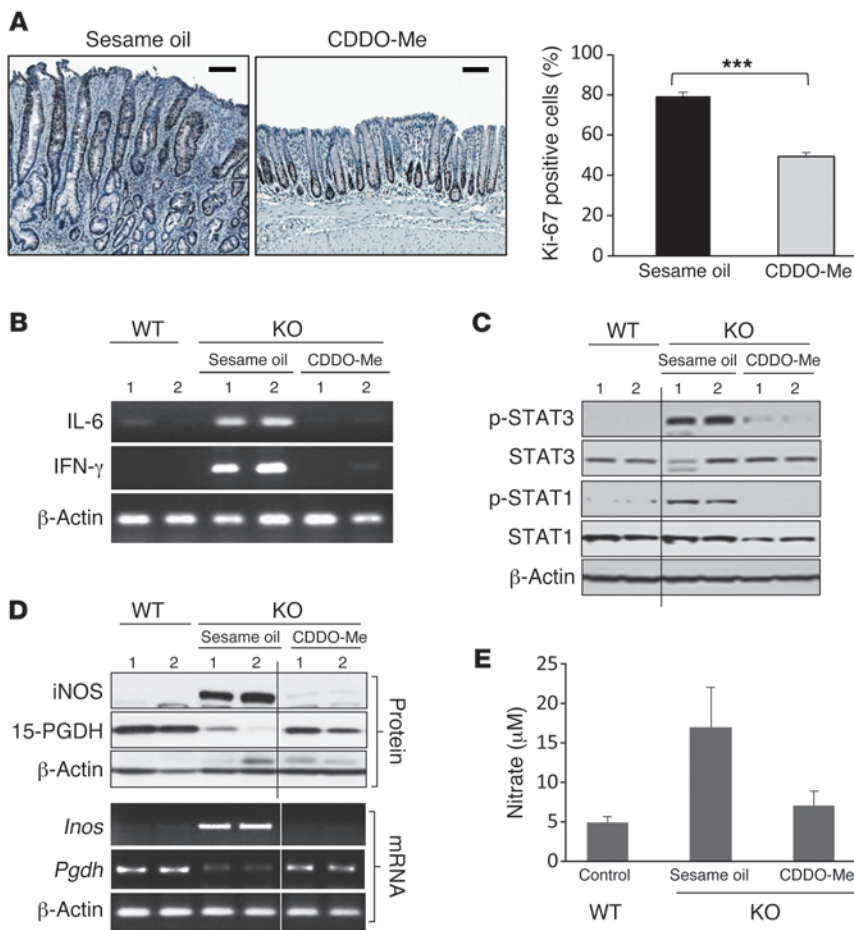 A
Sesame oil
CDDO-Me
***
Ki-67 positive cells (%)
100
80
60
40
20
0
Sesame oil
CDDO-Me
B
WT
KO
Sesame oil
CDDO-Me
1 2 1 2 1 2
IL-6
IFN-γ
β-Actin
C
WT
KO
Sesame oil
CDDO-Me
1 2 1 2 1 2
p-STAT3
STAT3
p-STAT1
STAT1
β-Actin
D
WT
KO
Sesame oil
CDDO-Me
1 2 1 2 1 2
iNOS
15-PGDH
β-Actin
Protein
Inos
Pgdh
β-Actin
mRNA
E
Nitrate (μM)
25
20
15
10
5
0
Control
Sesame oil
CDDO-Me
WT
KO